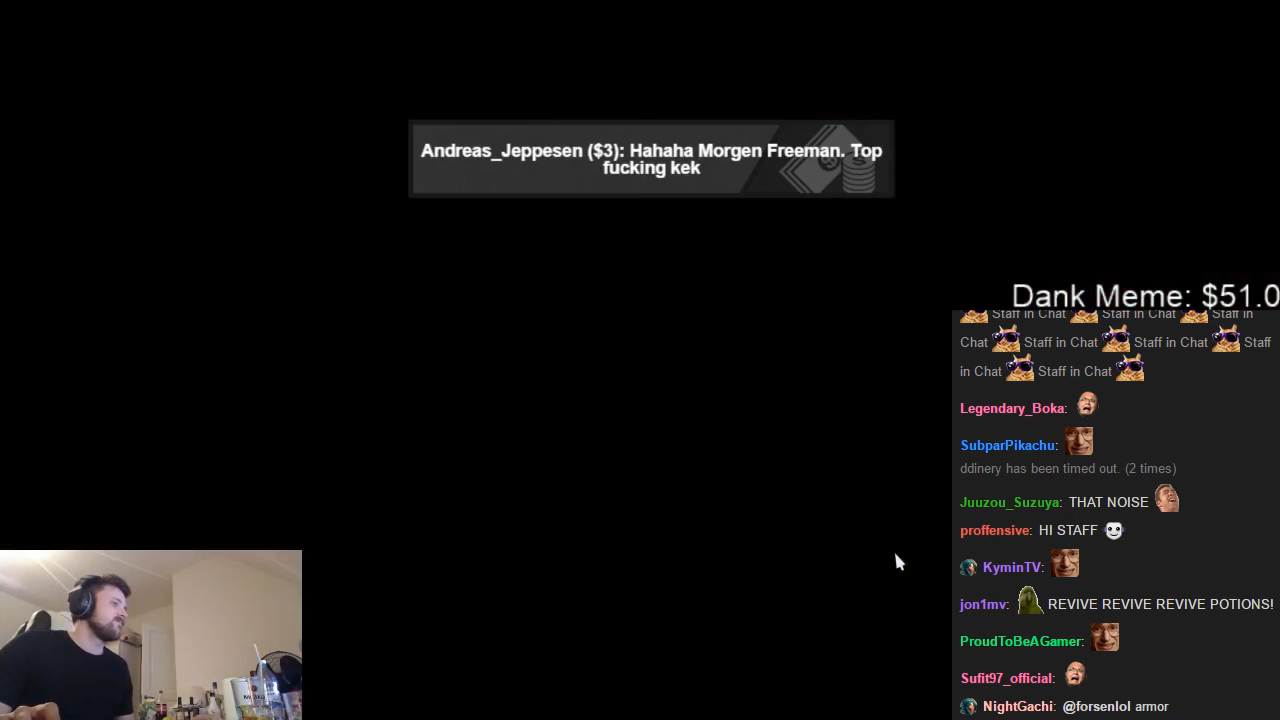 Andreas_Jeppesen ($3): Hahaha Morgen Freeman. Top
fucking kek
Dank Meme: $51.0
Staff in Chat Staff in Chat Staff in
Chat Staff in Chat Staff in Chat Staff
in Chat Staff in Chat
Legendary_Boka:
SubparPikachu:
ddinery has been timed out. (2 times)
Juuzou_Suzuya: THAT NOISE
proffensive: HI STAFF
KyminTV:
jon1mv: REVIVE REVIVE REVIVE POTIONS!
ProudToBeAGamer:
Sufit97_official:
NightGachi: @forsenlol armor